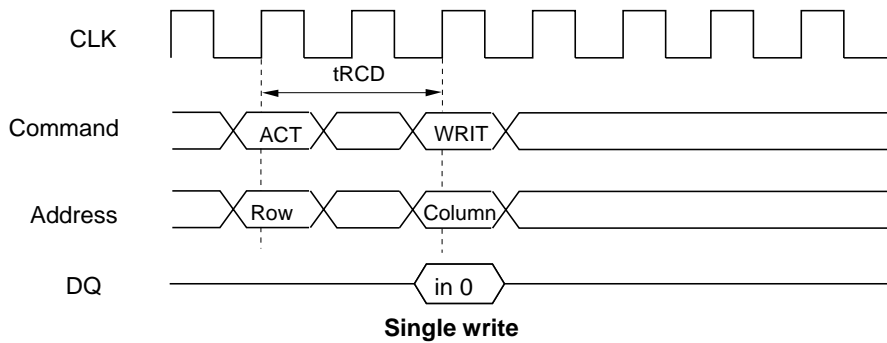 CLK
tRCD
Command ACT WRIT
Address Row Column
DQ in 0
Single write